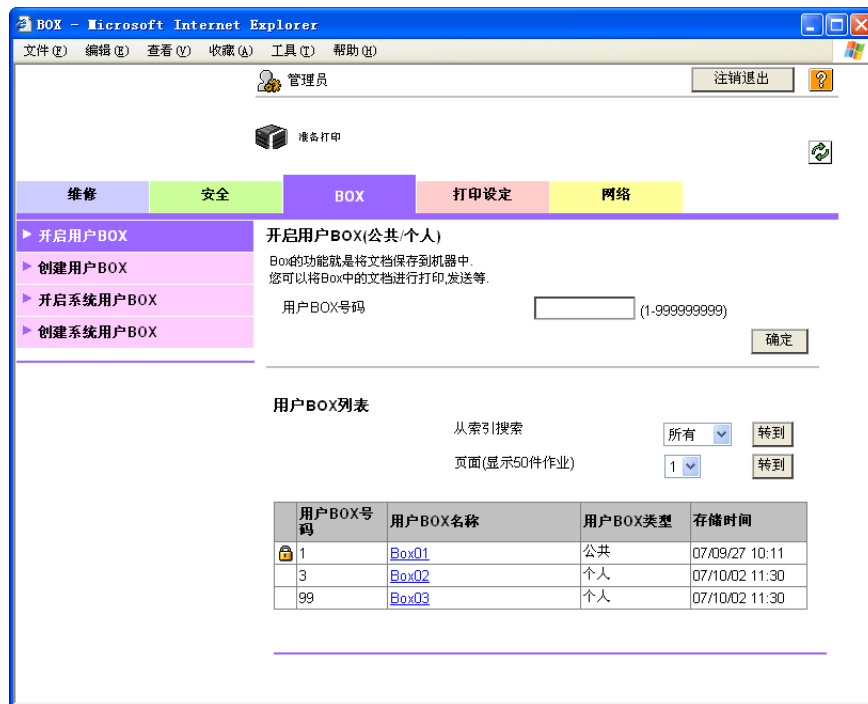 BOX - Microsoft Internet Explorer
文件(F) 编辑(E) 查看(V) 收藏(A) 工具(T) 帮助(H)
管理员
注销退出
?
准备打印
维修 安全 BOX 打印设定 网络
开启用户BOX
创建用户BOX
开启系统用户BOX
创建系统用户BOX
开启用户BOX(公共/个人)
Box的功能就是将文档保存到机器中.
您可以将Box中的文档进行打印,发送等.
用户BOX号码 (1-999999999)
确定
用户BOX列表
从索引搜索 所有 转到
页面(显示50件作业) 1 转到
用户BOX号码 用户BOX名称 用户BOX类型 存储时间
1 Box01 公共 07/09/27 10:11
3 Box02 个人 07/10/02 11:30
99 Box03 个人 07/10/02 11:30